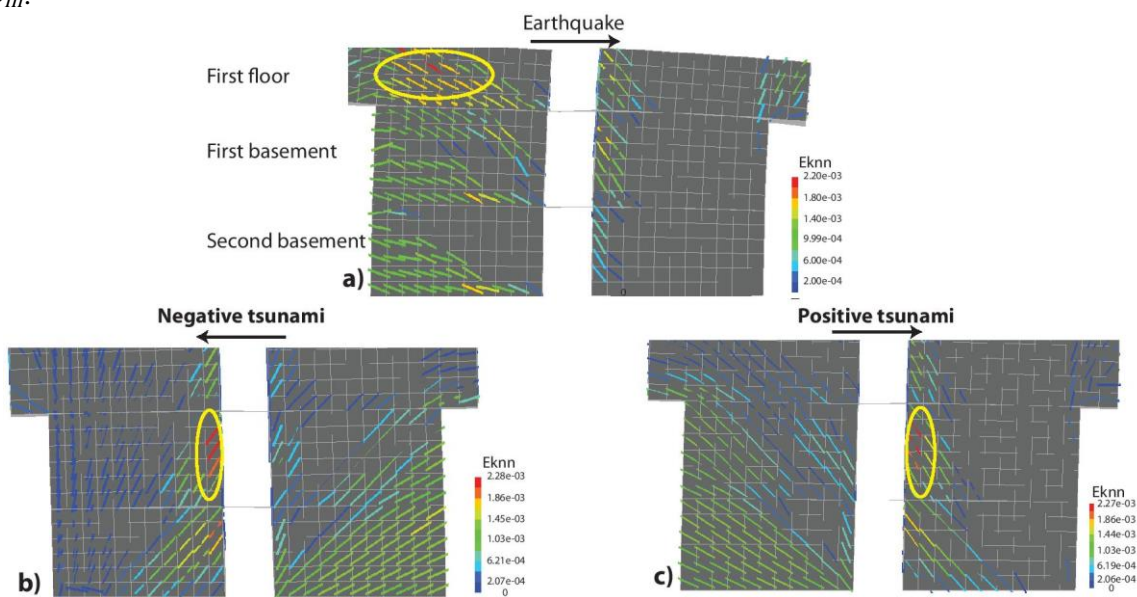 Earthquake
First floor
First basement
Second basement
a)
Eknn
2.20e-03
1.80e-03
1.40e-03
9.99e-04
6.00e-04
2.00e-04
0
Negative tsunami
b)
Eknn
2.28e-03
1.86e-03
1.45e-03
1.03e-03
6.21e-04
2.07e-04
0
Positive tsunami
c)
Eknn
2.27e-03
1.86e-03
1.44e-03
1.03e-03
6.19e-04
2.06e-04
0